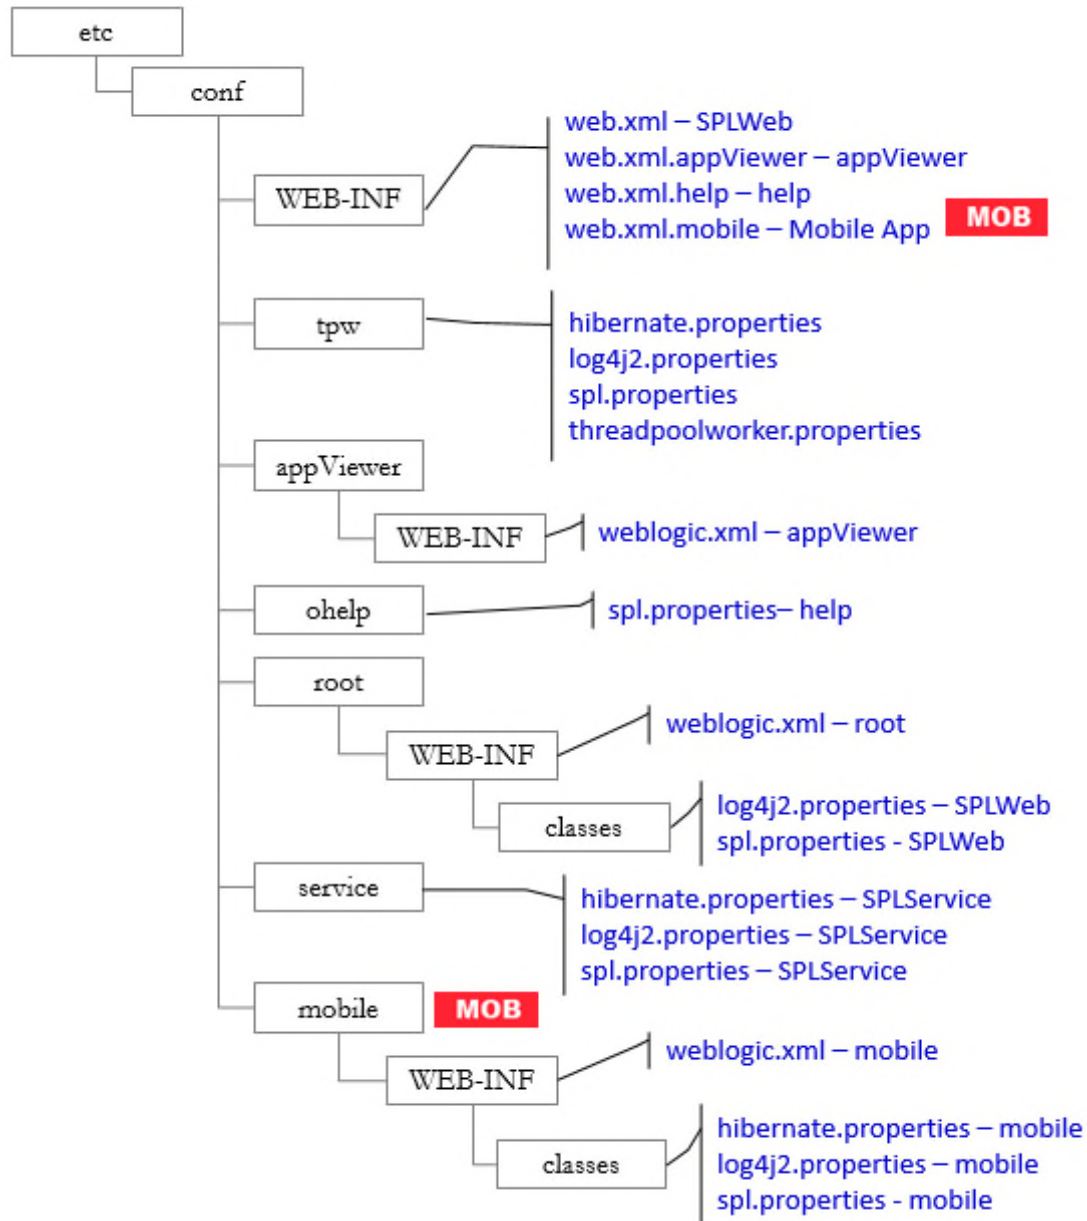 etc
conf
WEB-INF
web.xml – SPLWeb
web.xml.appViewer – appViewer
web.xml.help – help
web.xml.mobile – Mobile App MOB
tpw
hibernate.properties
log4j2.properties
spl.properties
threadpoolworker.properties
appViewer
WEB-INF
weblogic.xml – appViewer
ohelp
spl.properties– help
root
WEB-INF
weblogic.xml – root
classes
log4j2.properties – SPLWeb
spl.properties - SPLWeb
service
hibernate.properties – SPLService
log4j2.properties – SPLService
spl.properties – SPLService
mobile MOB
WEB-INF
weblogic.xml – mobile
classes
hibernate.properties – mobile
log4j2.properties – mobile
spl.properties - mobile